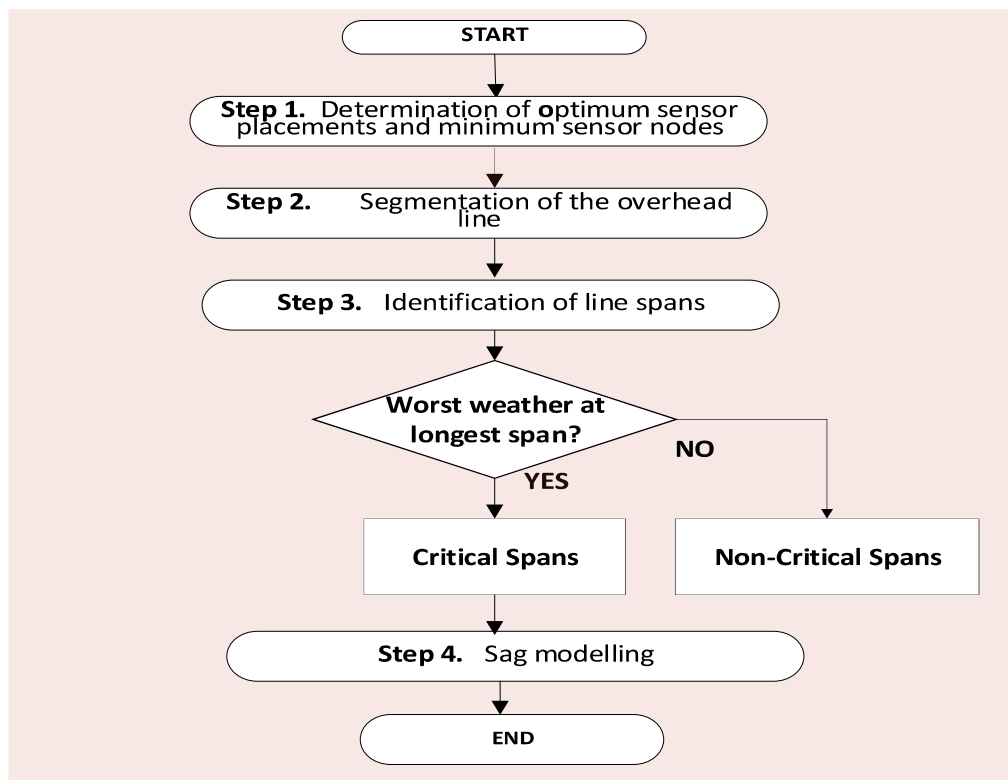 START
Step 1. Determination of optimum sensor
placements and minimum sensor nodes
Step 2. Segmentation of the overhead
line
Step 3. Identification of line spans
Worst weather at
longest span?
NO
YES
Critical Spans
Non-Critical Spans
Step 4. Sag modelling
END